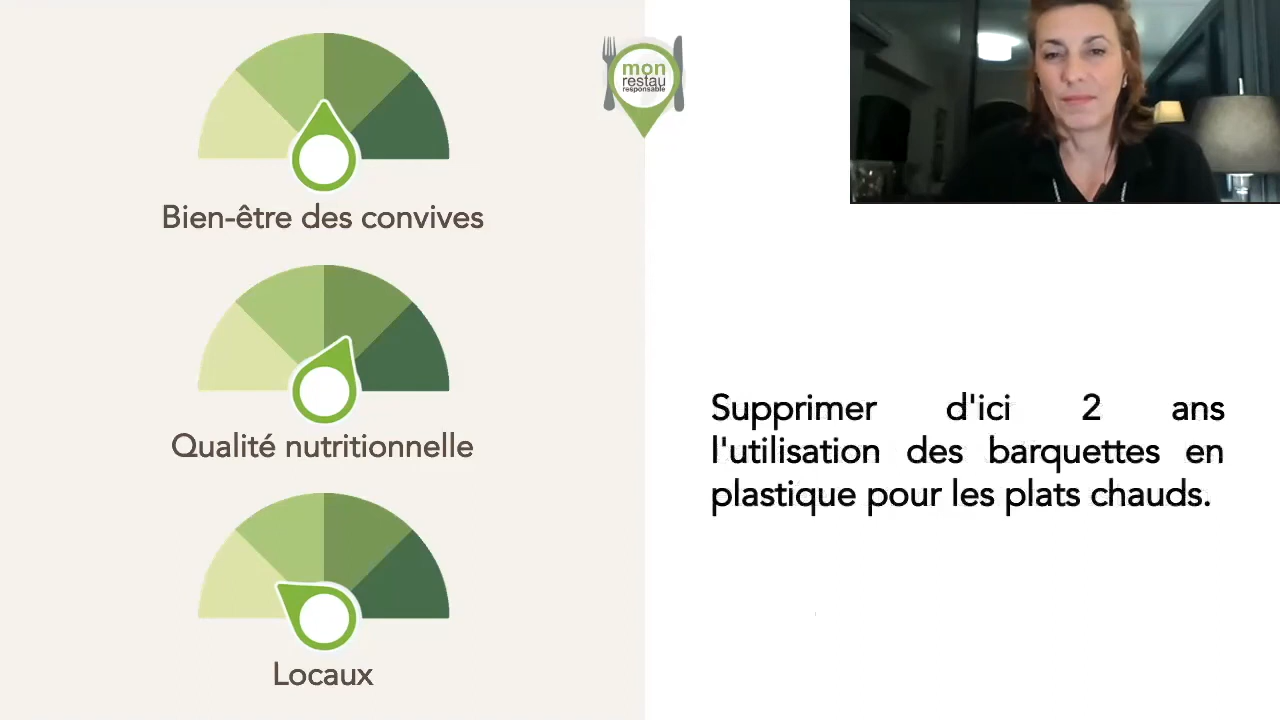 mon
restau
responsable
Bien-être des convives
Qualité nutritionnelle
Locaux
Supprimer d'ici 2 ans
l'utilisation des barquettes en
plastique pour les plats chauds.